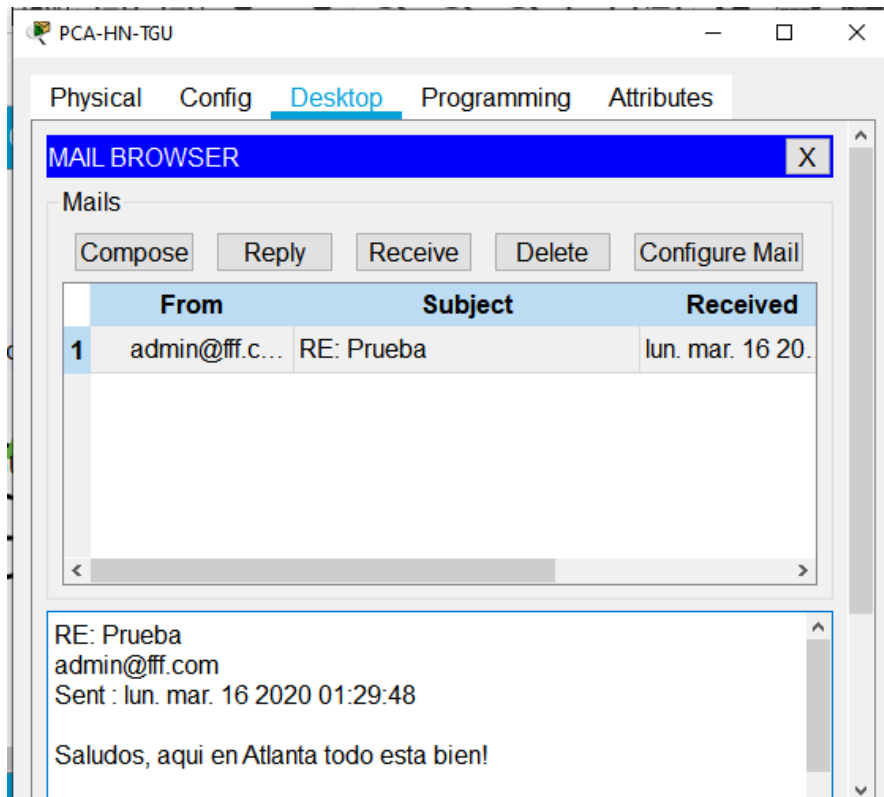 PCA-HN-TGU
Physical Config Desktop Programming Attributes
MAIL BROWSER X
Mails
Compose Reply Receive Delete Configure Mail
From Subject Received
1 admin@fff.c... RE: Prueba lun. mar. 16 20..
RE: Prueba
admin@fff.com
Sent : lun. mar. 16 2020 01:29:48
Saludos, aqui en Atlanta todo esta bien!